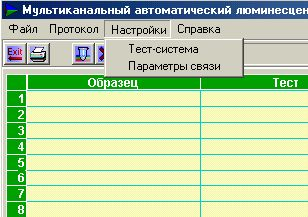 Мультиканальный автоматический
Файл Протокол Настройки Справка
Тест-система
Параметры связи
Exit
Образец Тест
1
2
3
4
5
6
7
8